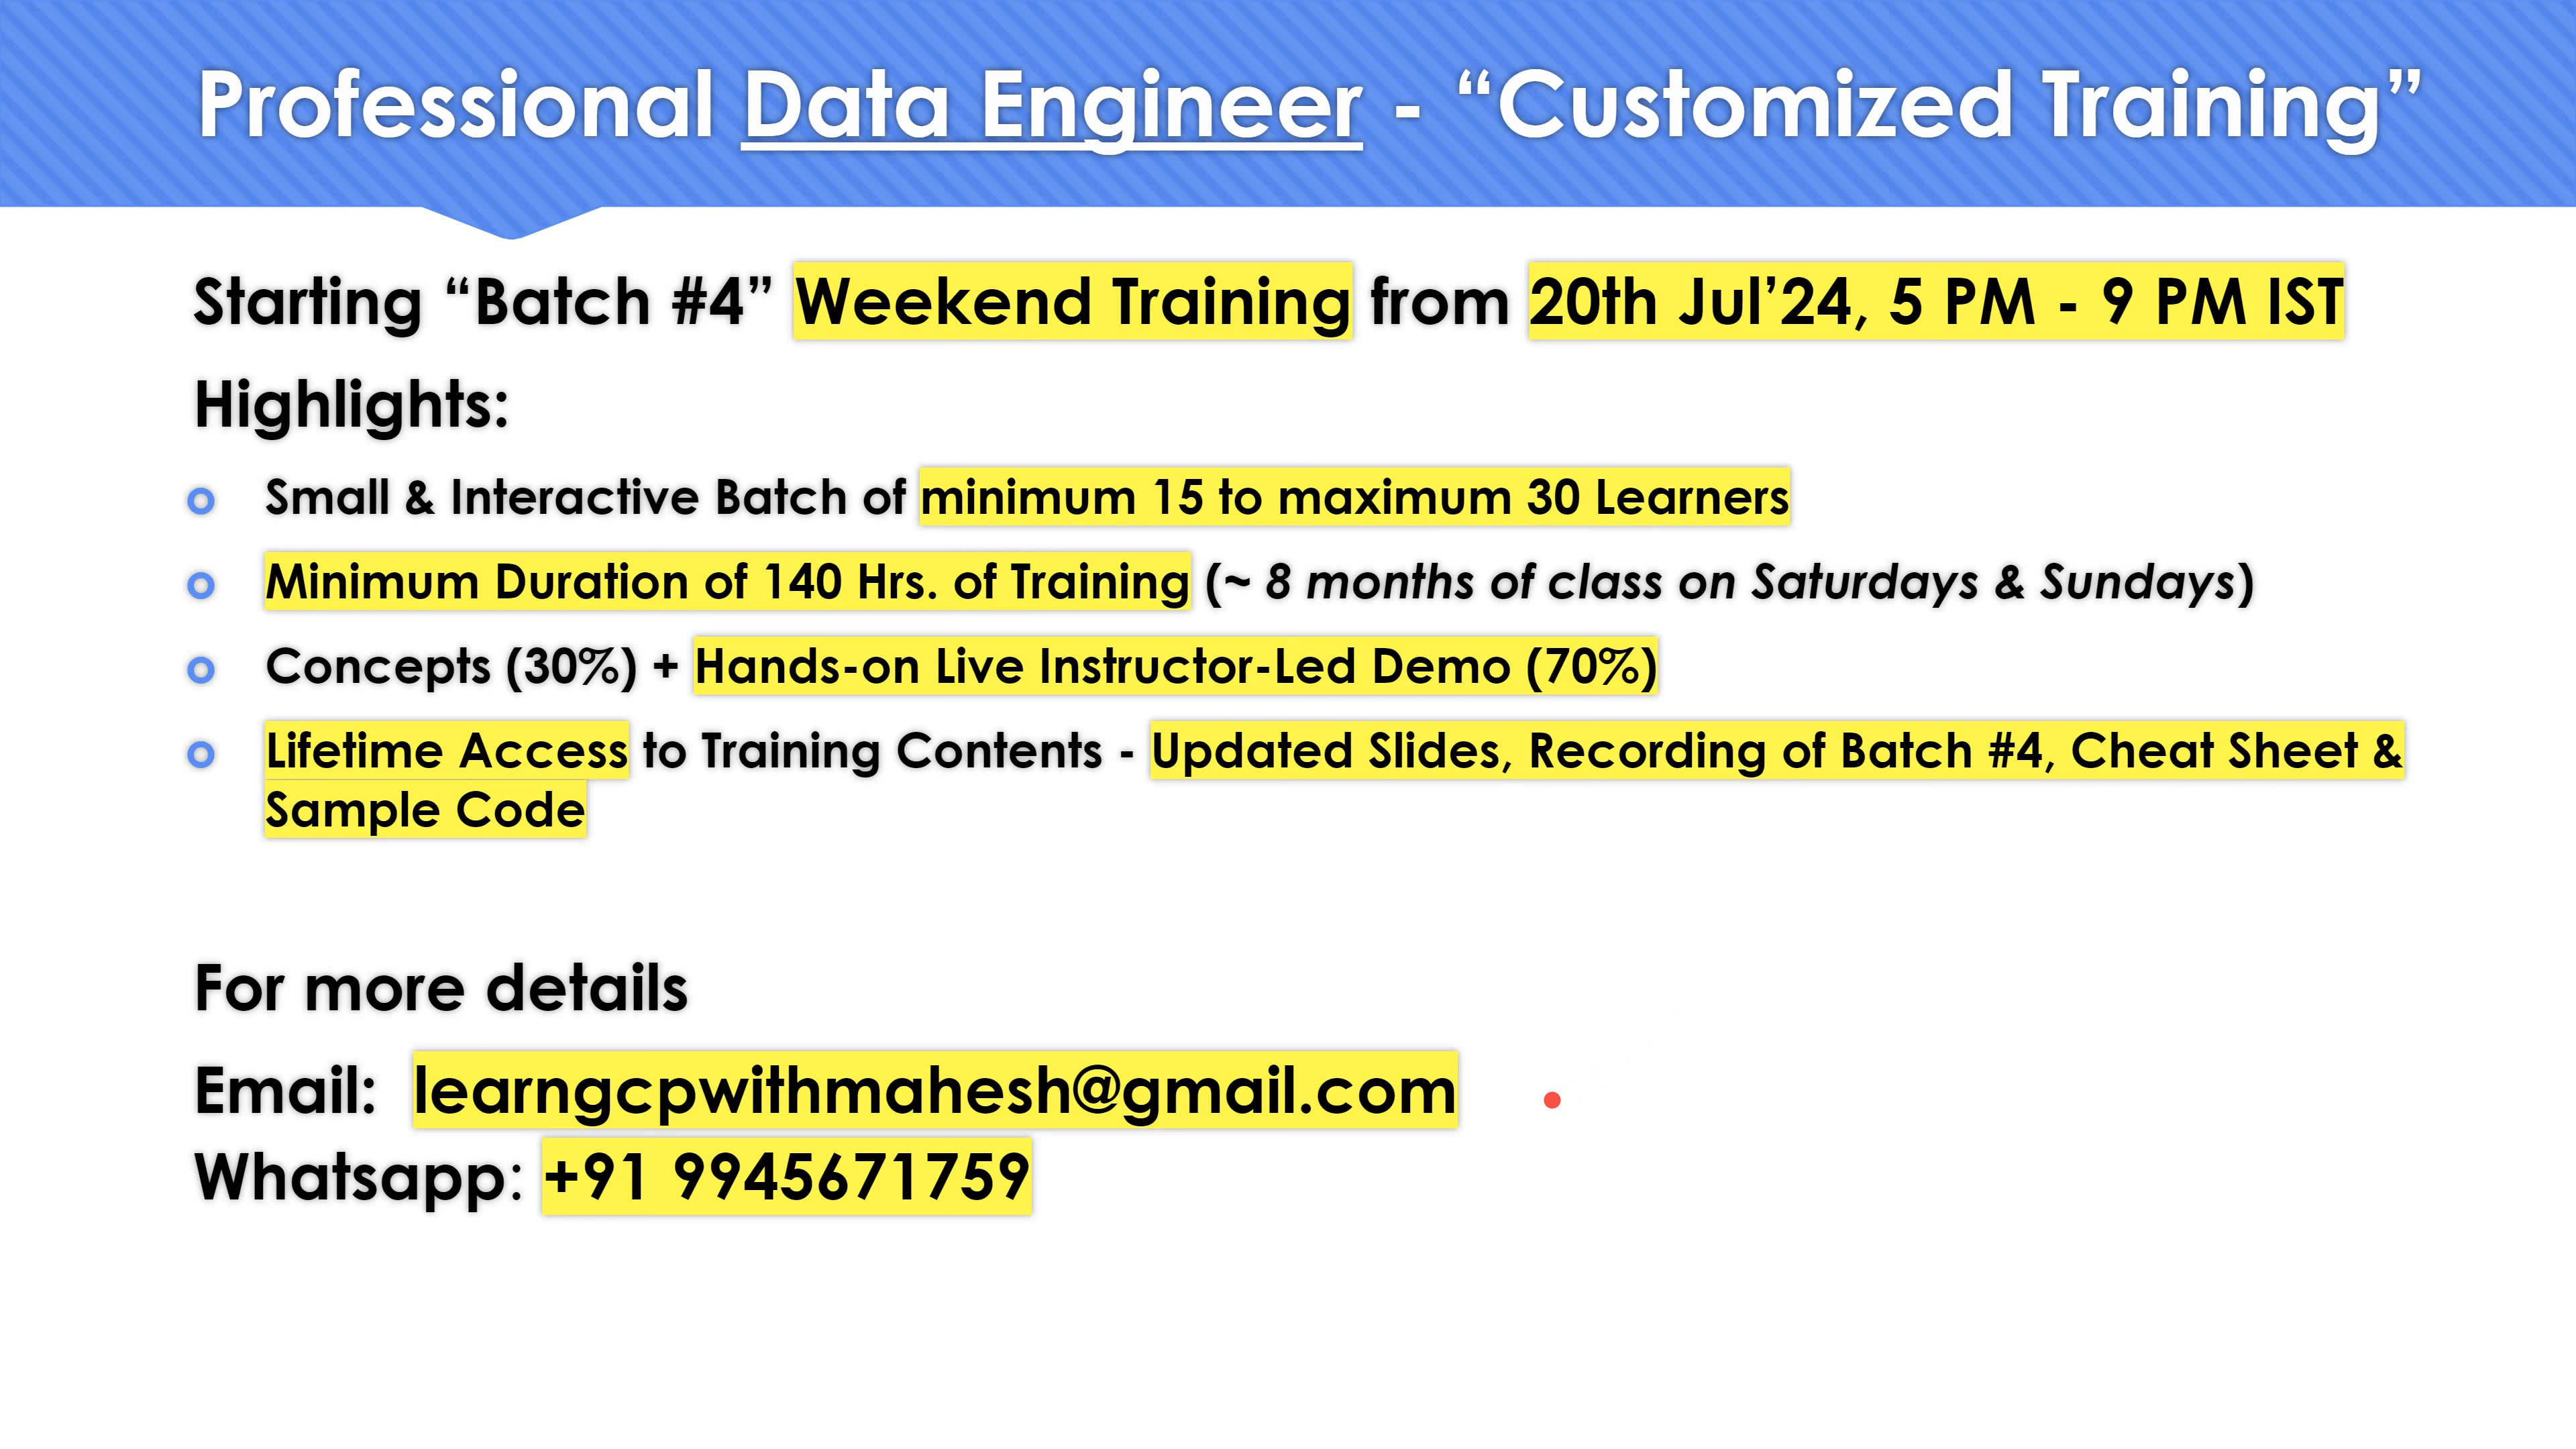 Professional Data Engineer - “Customized Training”
Starting “Batch #4” Weekend Training from 20th Jul’24, 5 PM - 9 PM IST
Highlights:
Small & Interactive Batch of minimum 15 to maximum 30 Learners
Minimum Duration of 140 Hrs. of Training (~ 8 months of class on Saturdays & Sundays)
Concepts (30%) + Hands-on Live Instructor-Led Demo (70%)
Lifetime Access to Training Contents - Updated Slides, Recording of Batch #4, Cheat Sheet &
Sample Code
For more details
Email: learngcpwithmahesh@gmail.com
Whatsapp: +91 9945671759